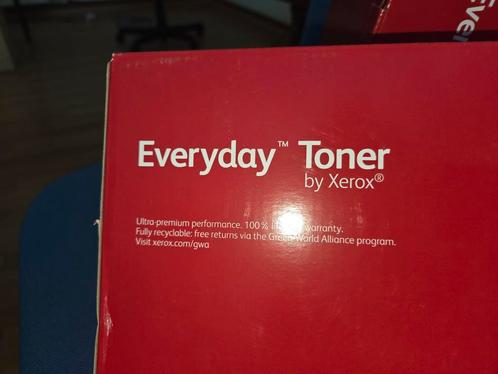 Everyday™ Toner
by Xerox®
Ultra-premium performance. 100% warranty.
Fully recyclable: free returns via the Green World Alliance program.
Visit xerox.com/gwa
Ever